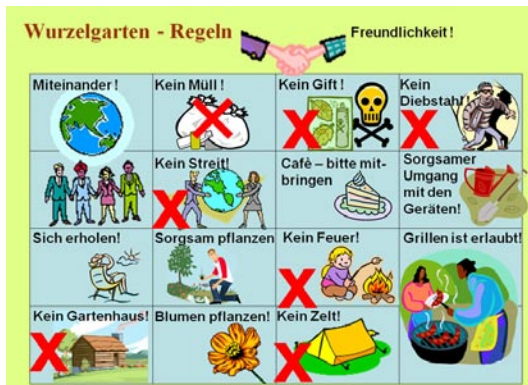 Wurzelgarten - Regeln
Freundlichkeit !
Miteinander !
Kein Müll !
Kein Gift !
Kein
Diebstahl!
Kein Streit!
Cafè – bitte mit-
bringen
Sorgsamer
Umgang
mit den
Geräten!
Sich erholen!
Sorgsam pflanzen
Kein Feuer!
Grillen ist erlaubt!
Kein Gartenhaus!
Blumen pflanzen!
Kein Zelt!